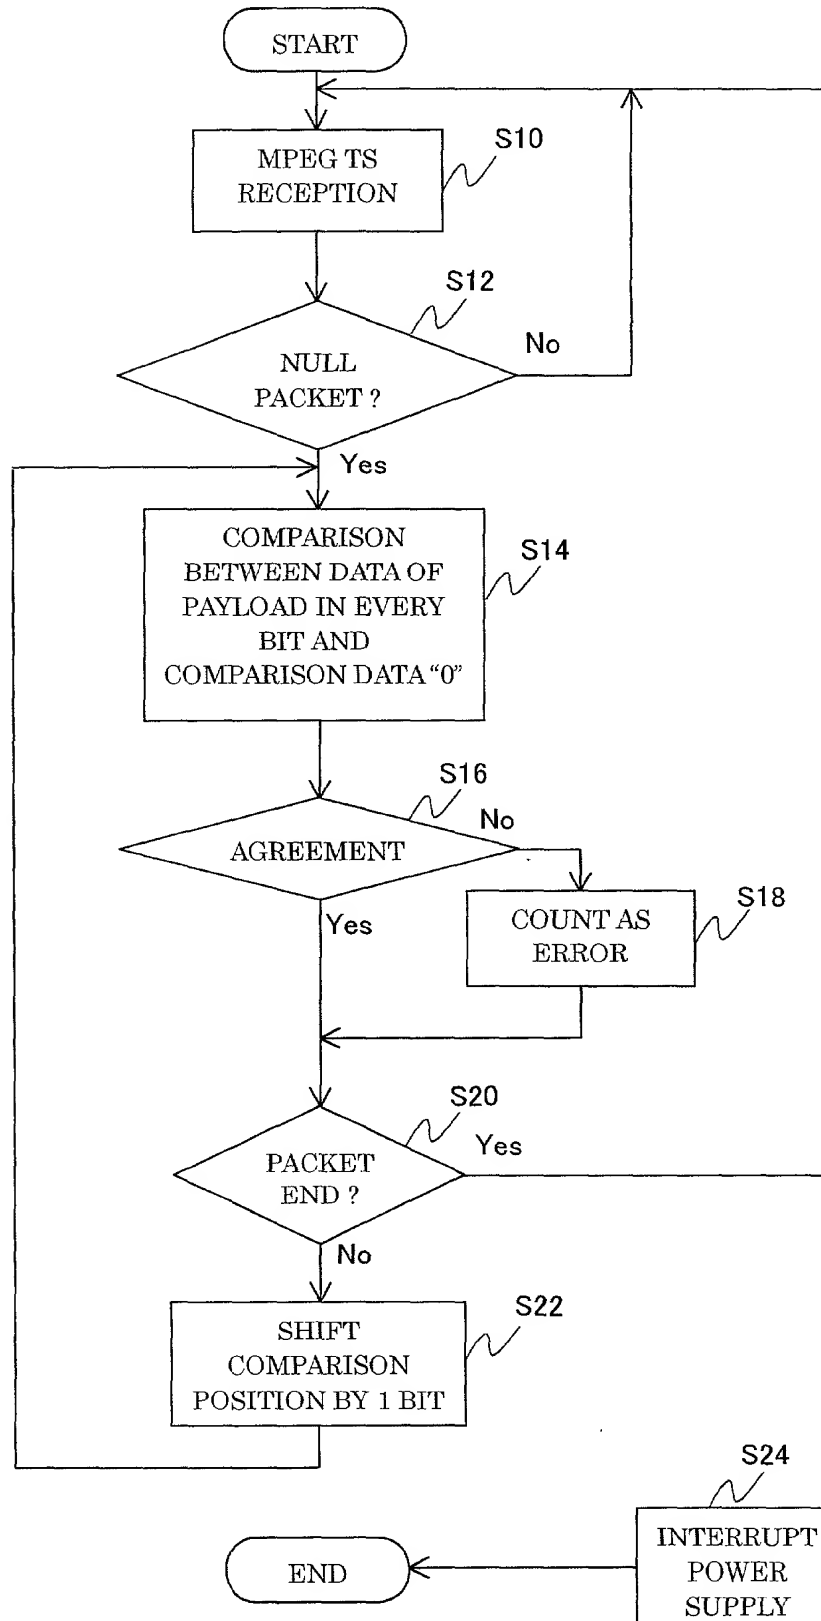 START
MPEG TS
RECEPTION
S10
S12
NULL
PACKET ?
No
Yes
COMPARISON
BETWEEN DATA OF
PAYLOAD IN EVERY
BIT AND
COMPARISON DATA "0"
S14
S16
AGREEMENT
No
Yes
COUNT AS
ERROR
S18
S20
PACKET
END ?
Yes
No
SHIFT
COMPARISON
POSITION BY 1 BIT
S22
S24
INTERRUPT
POWER
SUPPLY
END